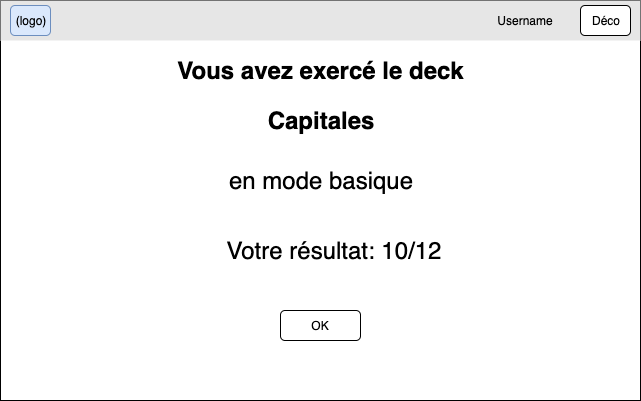 (logo) Username Déco
Vous avez exercé le deck
Capitales
en mode basique
Votre résultat: 10/12
OK